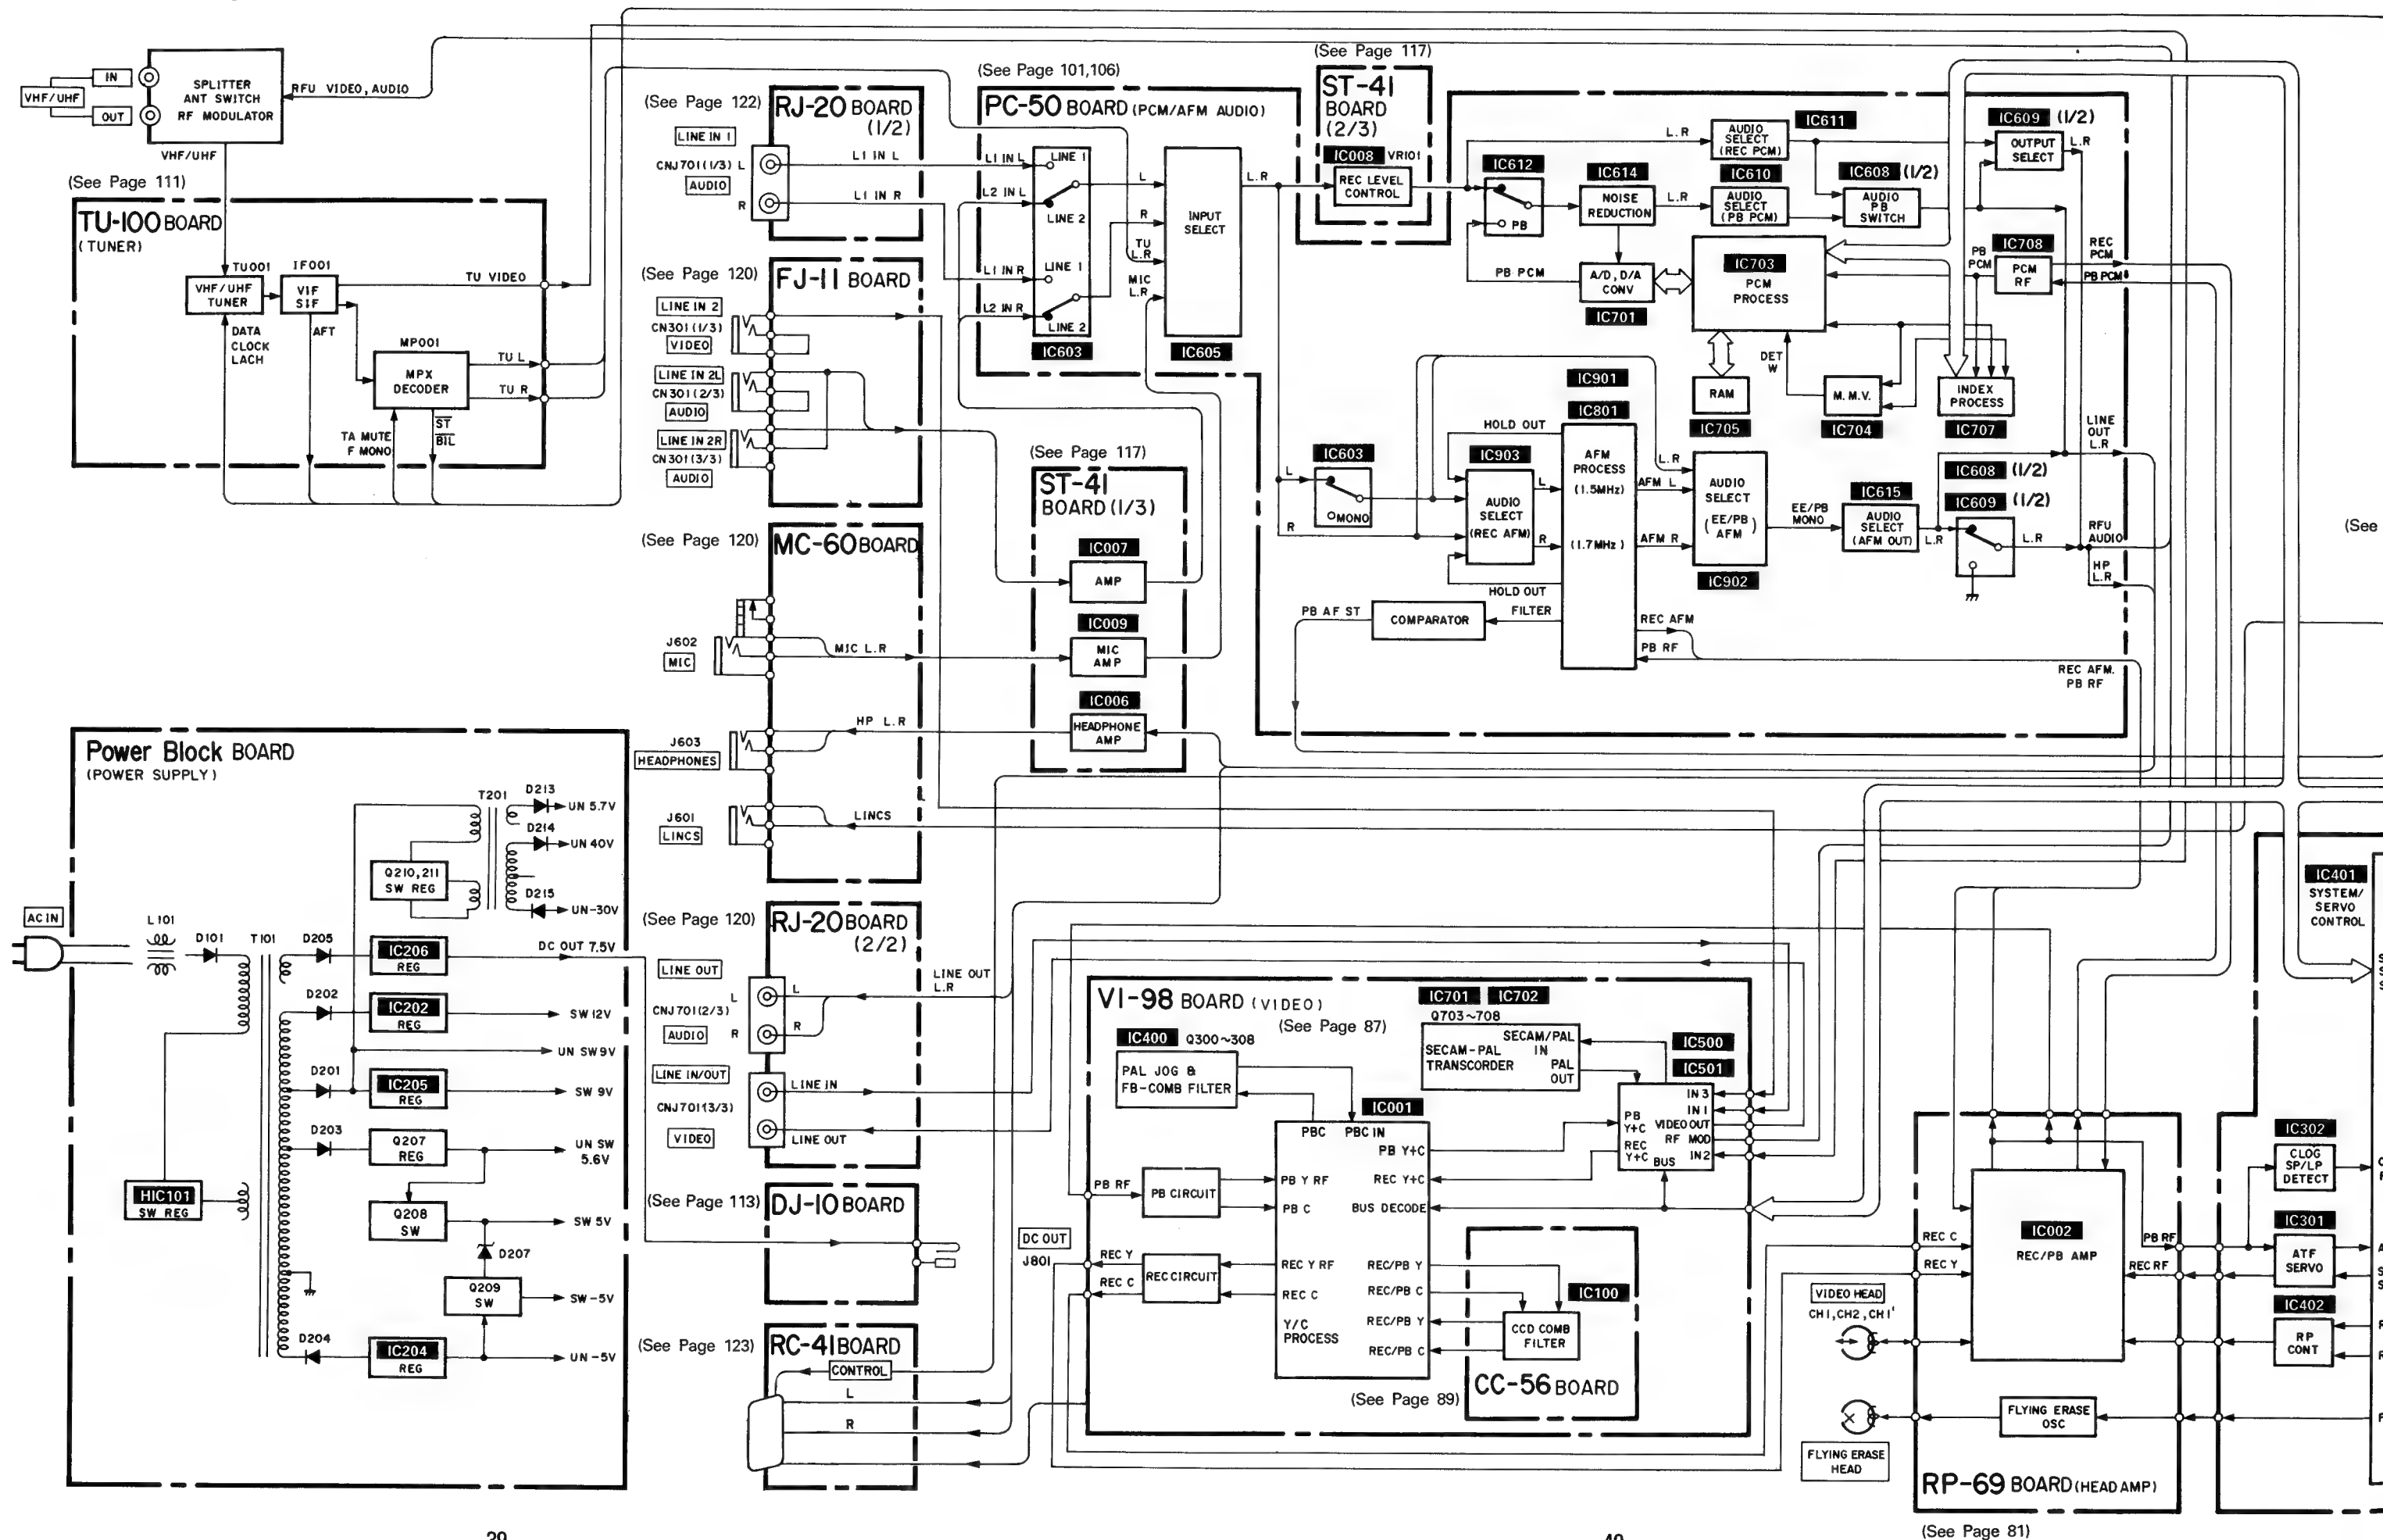 IN
VHF/UHF
OUT
SPLITTER
ANT SWITCH
RF MODULATOR
RFU VIDEO, AUDIO
VHF/UHF
(See Page 111)
TU-100 BOARD
(TUNER)
TU001
IF001
VHF/UHF
TUNER
VIF
SIF
TU VIDEO
DATA
CLOCK
LACH
AFT
MP001
MPX
DECODER
TU L
TU R
TA MUTE
F MONO
ST
BIL
(See Page 122)
RJ-20 BOARD
(1/2)
LINE IN 1
CNJ701(1/3) L
AUDIO
R
L1 IN L
L1 IN R
(See Page 120)
FJ-11 BOARD
LINE IN 2
CN301(1/3)
VIDEO
LINE IN 2L
CN301(2/3)
AUDIO
LINE IN 2R
CN301(3/3)
AUDIO
(See Page 120)
MC-60 BOARD
J602
MIC
MIC L.R
J603
HEADPHONES
HP L.R
J601
LINCS
LINCS
(See Page 117)
ST-41
BOARD (1/3)
IC007
AMP
IC009
MIC
AMP
IC006
HEADPHONE
AMP
(See Page 101,106)
PC-50 BOARD (PCM/AFM AUDIO)
L1 IN L
LINE 1
L2 IN L
LINE 2
L1 IN R
LINE 1
L2 IN R
LINE 2
IC603
L
R
TU
L.R
MIC
L.R
INPUT
SELECT
IC605
L.R
(See Page 117)
ST-41
BOARD
(2/3)
IC008 VR101
REC LEVEL
CONTROL
L.R
IC612
PB
IC614
NOISE
REDUCTION
L.R
AUDIO
SELECT
(REC PCM)
IC611
IC610
AUDIO
SELECT
(PB PCM)
IC608 (1/2)
AUDIO
PB
SWITCH
IC609 (1/2)
OUTPUT
SELECT
L.R
PB PCM
A/D, D/A
CONV
IC701
IC703
PCM
PROCESS
PB
PCM
IC708
PCM
RF
REC
PCM
PB PCM
RAM
IC705
DET
W
M.M.V.
IC704
INDEX
PROCESS
IC707
LINE
OUT
L.R
L
R
IC603
MONO
HOLD OUT
IC903
AUDIO
SELECT
(REC AFM)
L
R
HOLD OUT
IC901
IC801
AFM
PROCESS
(1.5MHz)
(1.7MHz)
L.R
AFM L
AFM R
AUDIO
SELECT
(EE/PB
AFM)
IC902
EE/PB
MONO
IC615
AUDIO
SELECT
(AFM OUT)
L.R
IC608 (1/2)
IC609 (1/2)
L.R
RFU
AUDIO
HP
L.R
PB AF ST
COMPARATOR
FILTER
REC AFM
PB RF
REC AFM.
PB RF
(See
Power Block BOARD
(POWER SUPPLY)
AC IN
L101
D101
T101
T201
D213
UN 5.7V
D214
UN 40V
Q210,211
SW REG
D215
UN-30V
D205
IC206
REG
DC OUT 7.5V
D202
IC202
REG
SW 12V
UN SW 9V
D201
IC205
REG
SW 9V
D203
Q207
REG
UN SW
5.6V
HIC101
SW REG
Q208
SW
SW 5V
D207
Q209
SW
SW -5V
D204
IC204
REG
UN -5V
(See Page 120)
RJ-20 BOARD
(2/2)
LINE OUT
L
CNJ701(2/3)
AUDIO
R
L
R
LINE OUT
L.R
LINE IN/OUT
LINE IN
CNJ701(3/3)
VIDEO
LINE OUT
(See Page 113)
DJ-10 BOARD
DC OUT
J801
(See Page 123)
RC-41 BOARD
CONTROL
L
R
VI-98 BOARD (VIDEO)
(See Page 87)
IC400 Q300~308
PAL JOG &
FB-COMB FILTER
IC701 IC702
Q703~708
SECAM/PAL
SECAM-PAL IN
TRANSCORDER PAL
OUT
IC500
IC501
IN 3
IN 1
PB
Y+C
VIDEO OUT
RF MOD
REC
Y+C
BUS
IN2
IC001
PBC
PBC IN
PB Y+C
REC Y+C
BUS DECODE
PB RF
PB CIRCUIT
PB Y RF
PB C
REC Y
REC C
REC CIRCUIT
REC Y RF
REC C
Y/C
PROCESS
REC/PB Y
REC/PB C
REC/PB Y
REC/PB C
IC100
CCD COMB
FILTER
(See Page 89)
CC-56 BOARD
IC401
SYSTEM/
SERVO
CONTROL
IC302
CLOG
SP/LP
DETECT
IC301
ATF
SERVO
IC402
RP
CONT
REC C
REC Y
IC002
REC/PB AMP
PB RF
REC RF
VIDEO HEAD
CH1, CH2, CH1'
FLYING ERASE
OSC
FLYING ERASE
HEAD
RP-69 BOARD (HEAD AMP)
(See Page 81)